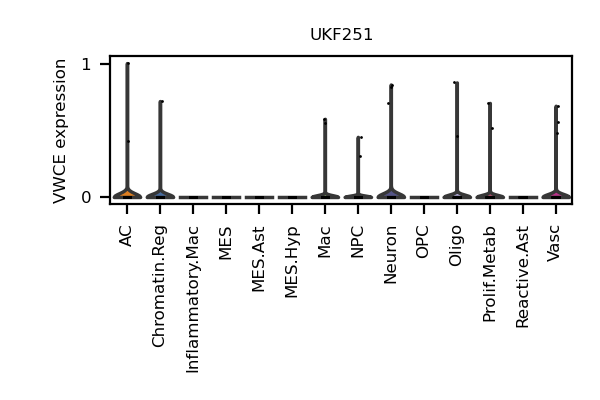 UKF251
VWCE expression
1
0
AC
Chromatin.Reg
Inflammatory.Mac
MES
MES.Ast
MES.Hyp
Mac
NPC
Neuron
OPC
Oligo
Prolif.Metab
Reactive.Ast
Vasc